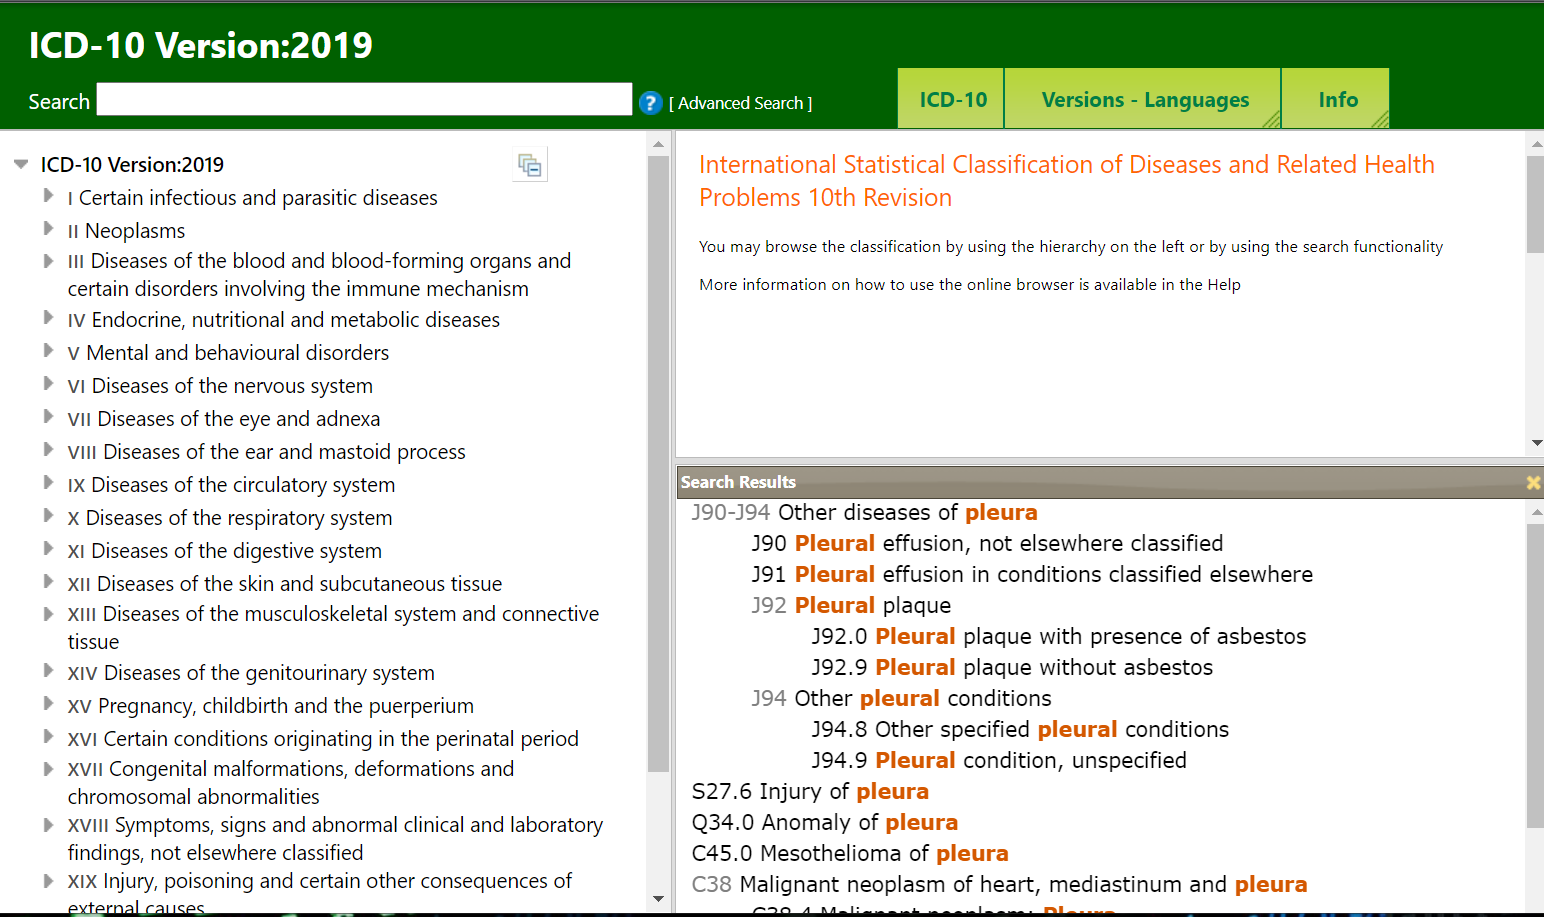 ICD-10 Version:2019
Search
? [ Advanced Search ]
ICD-10
Versions - Languages
Info
ICD-10 Version:2019
I Certain infectious and parasitic diseases
II Neoplasms
III Diseases of the blood and blood-forming organs and
certain disorders involving the immune mechanism
IV Endocrine, nutritional and metabolic diseases
V Mental and behavioural disorders
VI Diseases of the nervous system
VII Diseases of the eye and adnexa
VIII Diseases of the ear and mastoid process
IX Diseases of the circulatory system
X Diseases of the respiratory system
XI Diseases of the digestive system
XII Diseases of the skin and subcutaneous tissue
XIII Diseases of the musculoskeletal system and connective
tissue
XIV Diseases of the genitourinary system
XV Pregnancy, childbirth and the puerperium
XVI Certain conditions originating in the perinatal period
XVII Congenital malformations, deformations and
chromosomal abnormalities
XVIII Symptoms, signs and abnormal clinical and laboratory
findings, not elsewhere classified
XIX Injury, poisoning and certain other consequences of
external causes
International Statistical Classification of Diseases and Related Health
Problems 10th Revision
You may browse the classification by using the hierarchy on the left or by using the search functionality
More information on how to use the online browser is available in the Help
Search Results
J90-J94 Other diseases of pleura
J90 Pleural effusion, not elsewhere classified
J91 Pleural effusion in conditions classified elsewhere
J92 Pleural plaque
J92.0 Pleural plaque with presence of asbestos
J92.9 Pleural plaque without asbestos
J94 Other pleural conditions
J94.8 Other specified pleural conditions
J94.9 Pleural condition, unspecified
S27.6 Injury of pleura
Q34.0 Anomaly of pleura
C45.0 Mesothelioma of pleura
C38 Malignant neoplasm of heart, mediastinum and pleura
C38.4 Malignant neoplasm: Pleura